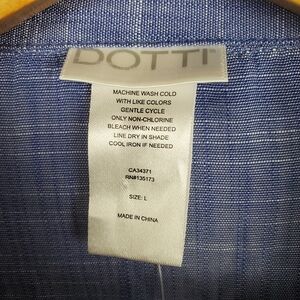 DOTTI
MACHINE WASH COLD
WITH LIKE COLORS
GENTLE CYCLE
ONLY NON-CHLORINE
BLEACH WHEN NEEDED
LINE DRY IN SHADE
COOL IRON IF NEEDED
CA34371
RN#135173
SIZE: L
MADE IN CHINA